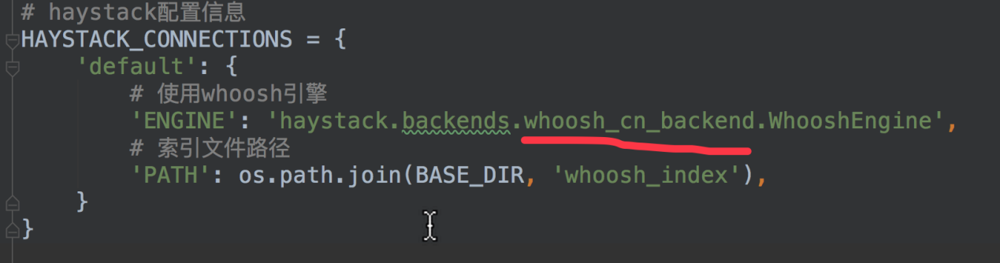 # haystack配置信息
HAYSTACK_CONNECTIONS = {
    'default': {
        # 使用whoosh引擎
        'ENGINE': 'haystack.backends.whoosh_cn_backend.WhooshEngine',
        # 索引文件路径
        'PATH': os.path.join(BASE_DIR, 'whoosh_index'),
    }
}